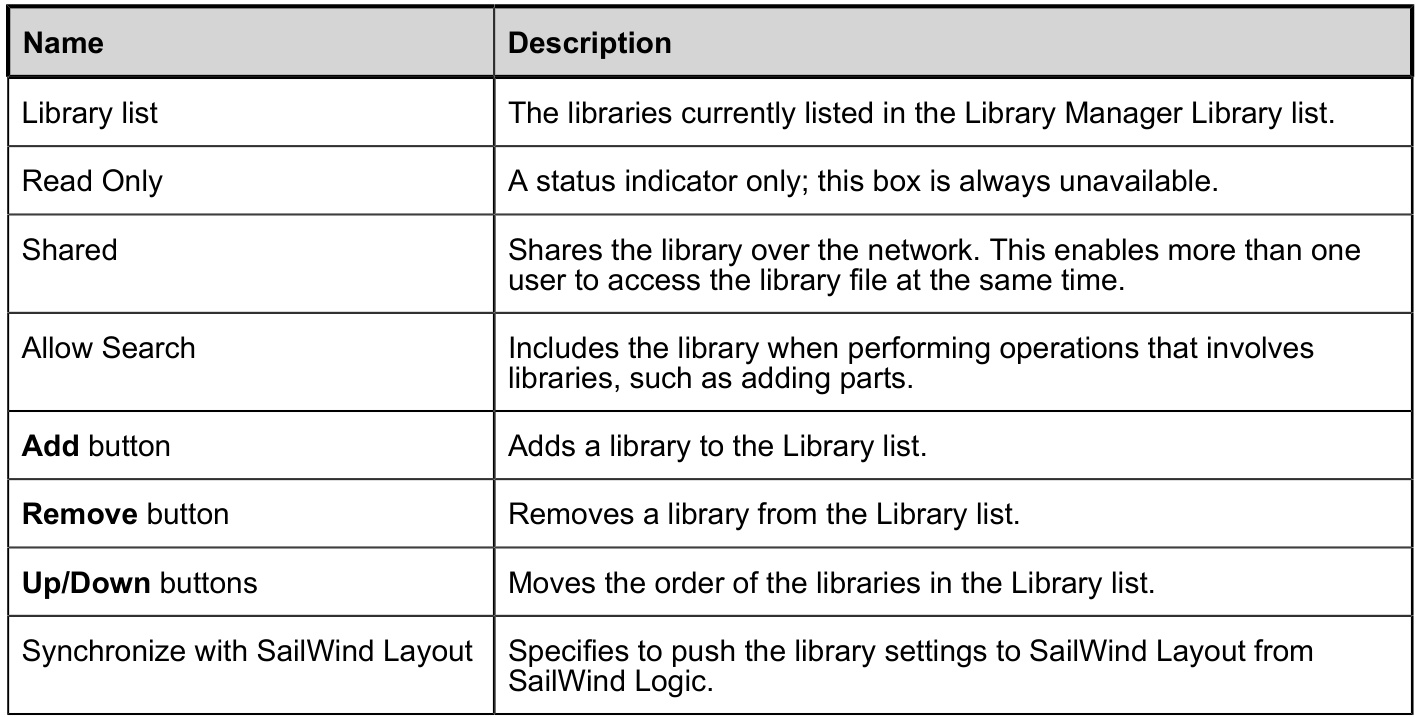 Name Description
Library list The libraries currently listed in the Library Manager Library list.
Read Only A status indicator only; this box is always unavailable.
Shared Shares the library over the network. This enables more than one
user to access the library file at the same time.
Allow Search Includes the library when performing operations that involves
libraries, such as adding parts.
Add button Adds a library to the Library list.
Remove button Removes a library from the Library list.
Up/Down buttons Moves the order of the libraries in the Library list.
Synchronize with SailWind Layout Specifies to push the library settings to SailWind Layout from
SailWind Logic.